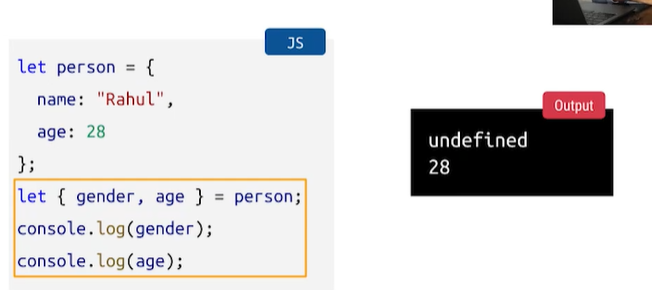 JS
let person = {
  name: "Rahul",
  age: 28
};
let { gender, age } = person;
console.log(gender);
console.log(age);
Output
undefined
28